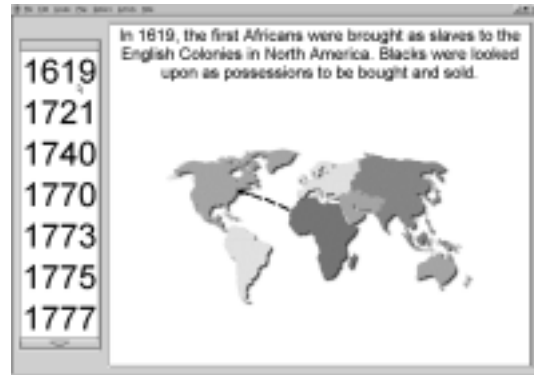 In 1619, the first Africans were brought as slaves to the
English Colonies in North America. Blacks were looked
upon as possessions to be bought and sold.
1619
1721
1740
1770
1773
1775
1777